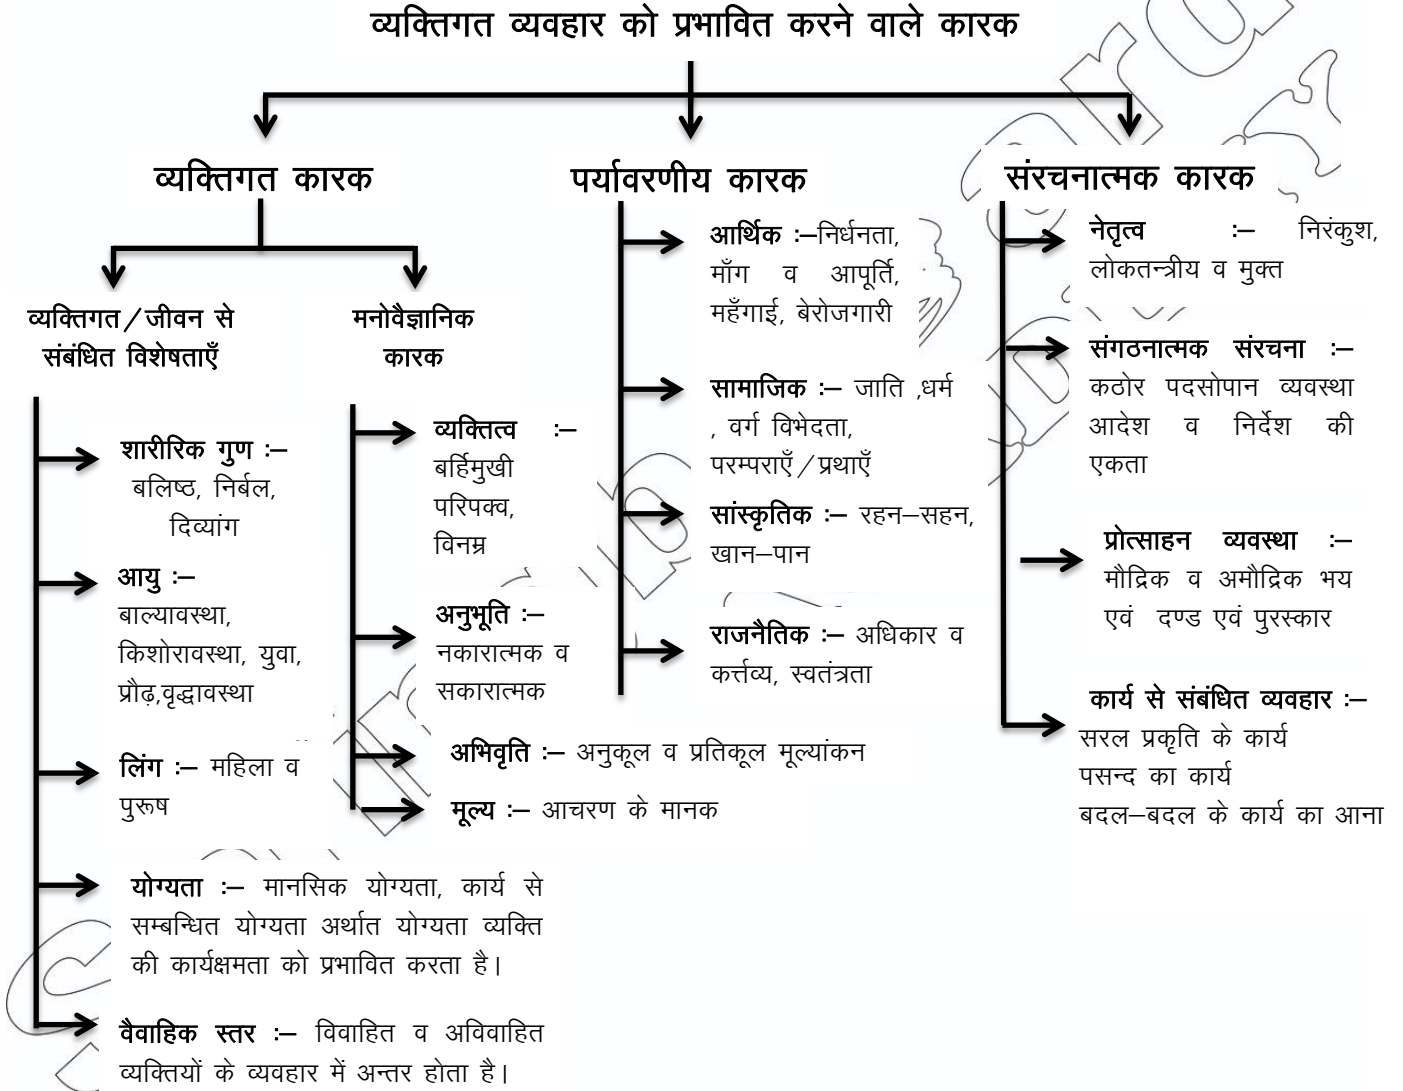 व्यक्तिगत व्यवहार को प्रभावित करने वाले कारक
व्यक्तिगत कारक
व्यक्तिगत/जीवन से
संबंधित विशेषताएँ
शारीरिक गुण :–
बलिष्ठ, निर्बल,
दिव्यांग
आयु :–
बाल्यावस्था,
किशोरावस्था, युवा,
प्रौढ़,वृद्धावस्था
लिंग :– महिला व
पुरूष
योग्यता :– मानसिक योग्यता, कार्य से
सम्बन्धित योग्यता अर्थात योग्यता व्यक्ति
की कार्यक्षमता को प्रभावित करता है।
वैवाहिक स्तर :– विवाहित व अविवाहित
व्यक्तियों के व्यवहार में अन्तर होता है।
मनोवैज्ञानिक
कारक
व्यक्तित्व :–
बर्हिमुखी
परिपक्व,
विनम्र
अनुभूति :–
नकारात्मक व
सकारात्मक
अभिवृति :– अनुकूल व प्रतिकूल मूल्यांकन
मूल्य :– आचरण के मानक
पर्यावरणीय कारक
आर्थिक :–निर्धनता,
माँग व आपूर्ति,
महँगाई, बेरोजगारी
सामाजिक :– जाति ,धर्म
, वर्ग विभेदता,
परम्पराएँ/प्रथाएँ
सांस्कृतिक :– रहन–सहन,
खान–पान
राजनैतिक :– अधिकार व
कर्त्तव्य, स्वतंत्रता
संरचनात्मक कारक
नेतृत्व :– निरंकुश,
लोकतन्त्रीय व मुक्त
संगठनात्मक संरचना :–
कठोर पदसोपान व्यवस्था
आदेश व निर्देश की
एकता
प्रोत्साहन व्यवस्था :–
मौद्रिक व अमौद्रिक भय
एवं दण्ड एवं पुरस्कार
कार्य से संबंधित व्यवहार :–
सरल प्रकृति के कार्य
पसन्द का कार्य
बदल–बदल के कार्य का आना